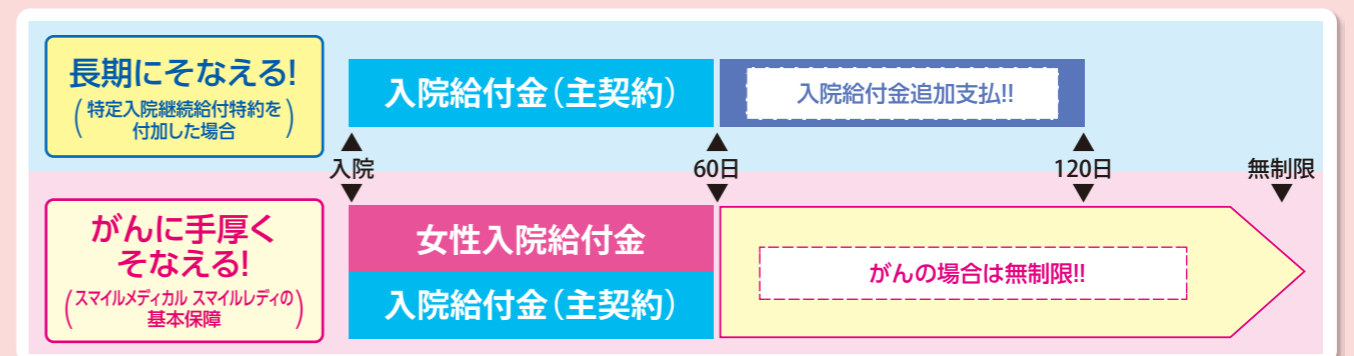 長期にそなえる!
(特定入院継続給付特約を
付加した場合)
入院給付金(主契約)
入院給付金追加支払!!
入院
60日
120日
無制限
がんに手厚く
そなえる!
(スマイルメディカル スマイルレディの
基本保障)
女性入院給付金
入院給付金(主契約)
がんの場合は無制限!!